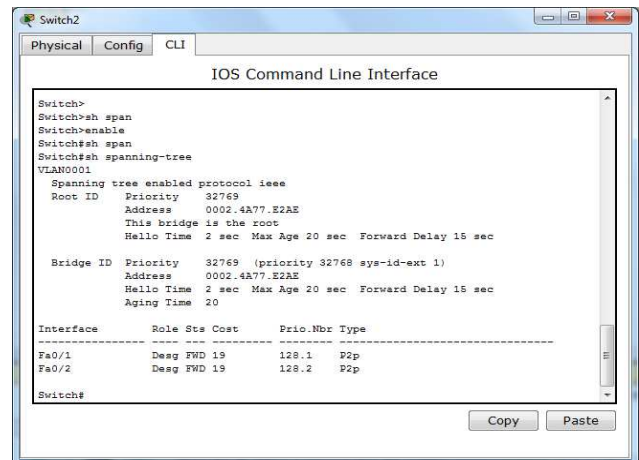 Switch2
Physical Config CLI
IOS Command Line Interface
Switch>
Switch>sh span
Switch>enable
Switch#sh span
Switch#sh spanning-tree
VLAN0001
  Spanning tree enabled protocol ieee
  Root ID    Priority    32769
             Address     0002.4A77.E2AE
             This bridge is the root
             Hello Time  2 sec  Max Age 20 sec  Forward Delay 15 sec
  Bridge ID  Priority    32769  (priority 32768 sys-id-ext 1)
             Address     0002.4A77.E2AE
             Hello Time  2 sec  Max Age 20 sec  Forward Delay 15 sec
             Aging Time  20
Interface        Role Sts Cost      Prio.Nbr Type
---------------- ---- --- --------- -------- --------------------------------
Fa0/1            Desg FWD 19        128.1    P2p
Fa0/2            Desg FWD 19        128.2    P2p
Switch#
Copy Paste